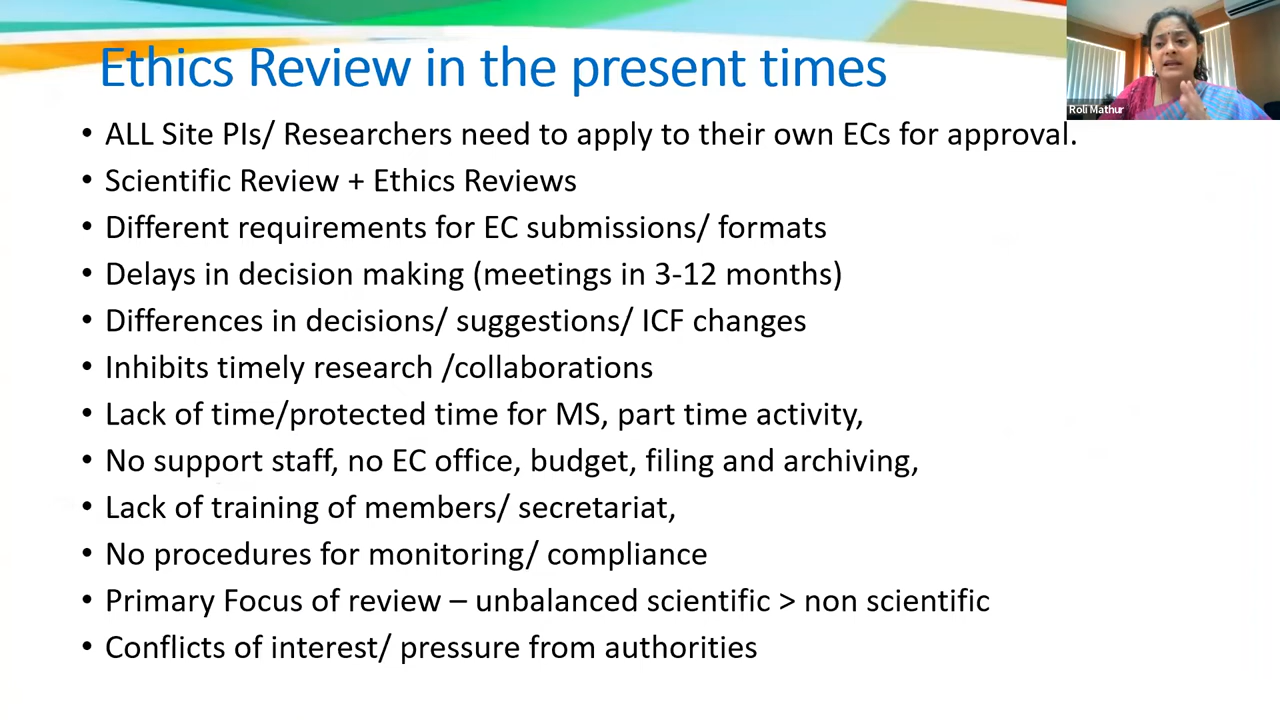 Ethics Review in the present times
Roli Mathur
• ALL Site PIs/ Researchers need to apply to their own ECs for approval.
• Scientific Review + Ethics Reviews
• Different requirements for EC submissions/ formats
• Delays in decision making (meetings in 3-12 months)
• Differences in decisions/ suggestions/ ICF changes
• Inhibits timely research /collaborations
• Lack of time/protected time for MS, part time activity,
• No support staff, no EC office, budget, filing and archiving,
• Lack of training of members/ secretariat,
• No procedures for monitoring/ compliance
• Primary Focus of review – unbalanced scientific > non scientific
• Conflicts of interest/ pressure from authorities